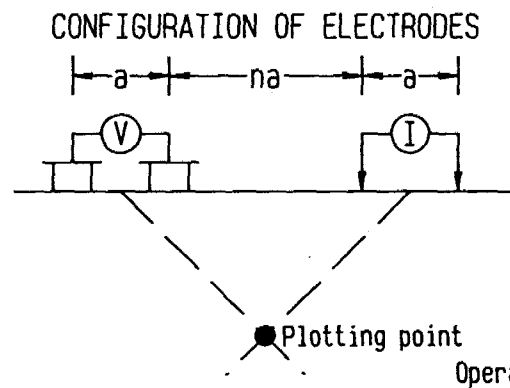 CONFIGURATION OF ELECTRODES
a na a
V I
Plotting point